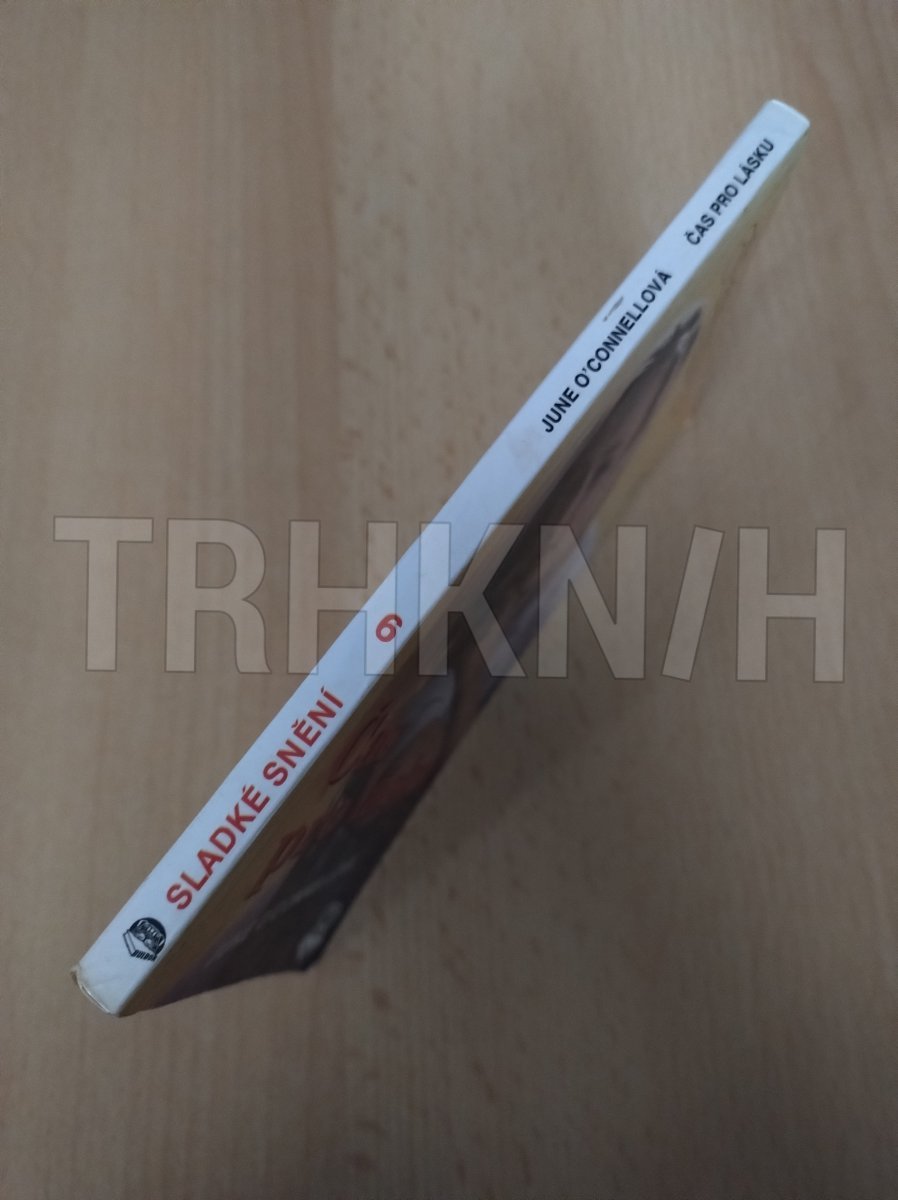 SLADKÉ SNĚNÍ 9 JUNE O'CONNELLOVÁ ČAS PRO LÁSKU
TRHKNIH